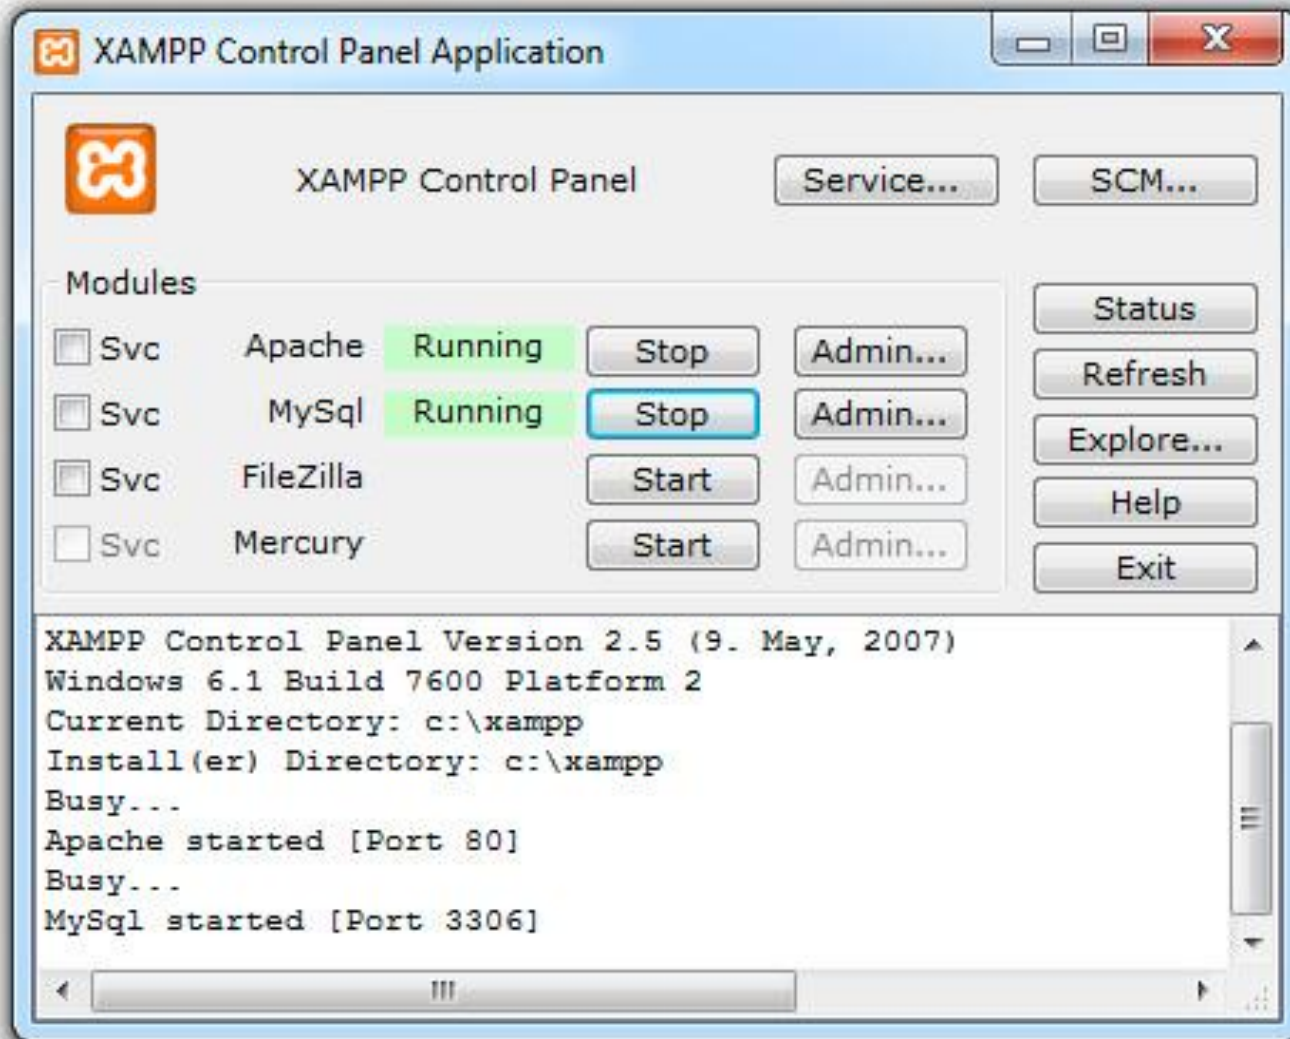 XAMPP Control Panel Application
XAMPP Control Panel Service... SCM...
Modules
Svc Apache Running Stop Admin...
Svc MySql Running Stop Admin...
Svc FileZilla Start Admin...
Svc Mercury Start Admin...
Status
Refresh
Explore...
Help
Exit
XAMPP Control Panel Version 2.5 (9. May, 2007)
Windows 6.1 Build 7600 Platform 2
Current Directory: c:\xampp
Install(er) Directory: c:\xampp
Busy...
Apache started [Port 80]
Busy...
MySql started [Port 3306]